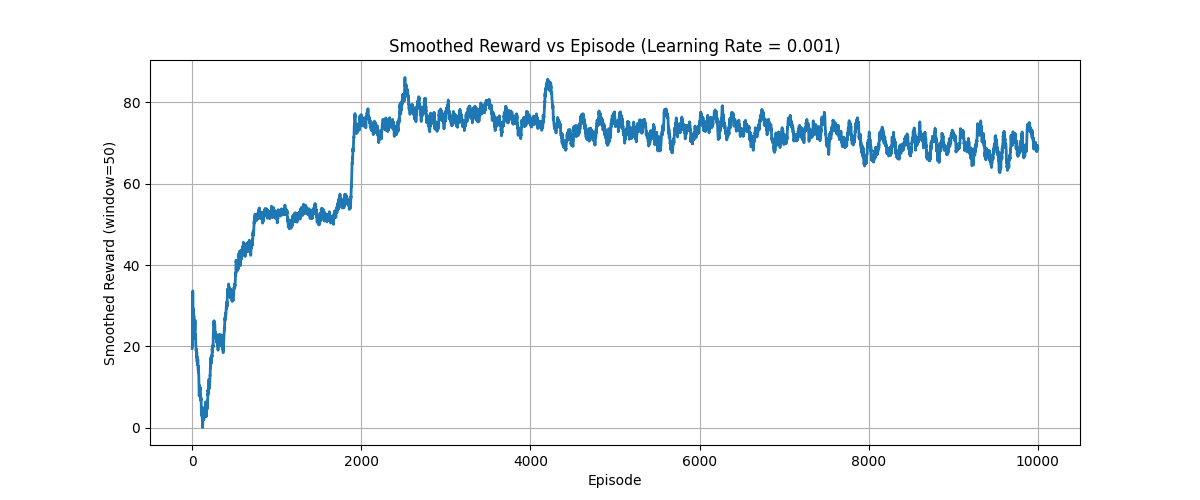 Smoothed Reward vs Episode (Learning Rate = 0.001)
Smoothed Reward (window=50)
80
60
40
20
0
0 2000 4000 6000 8000 10000
Episode